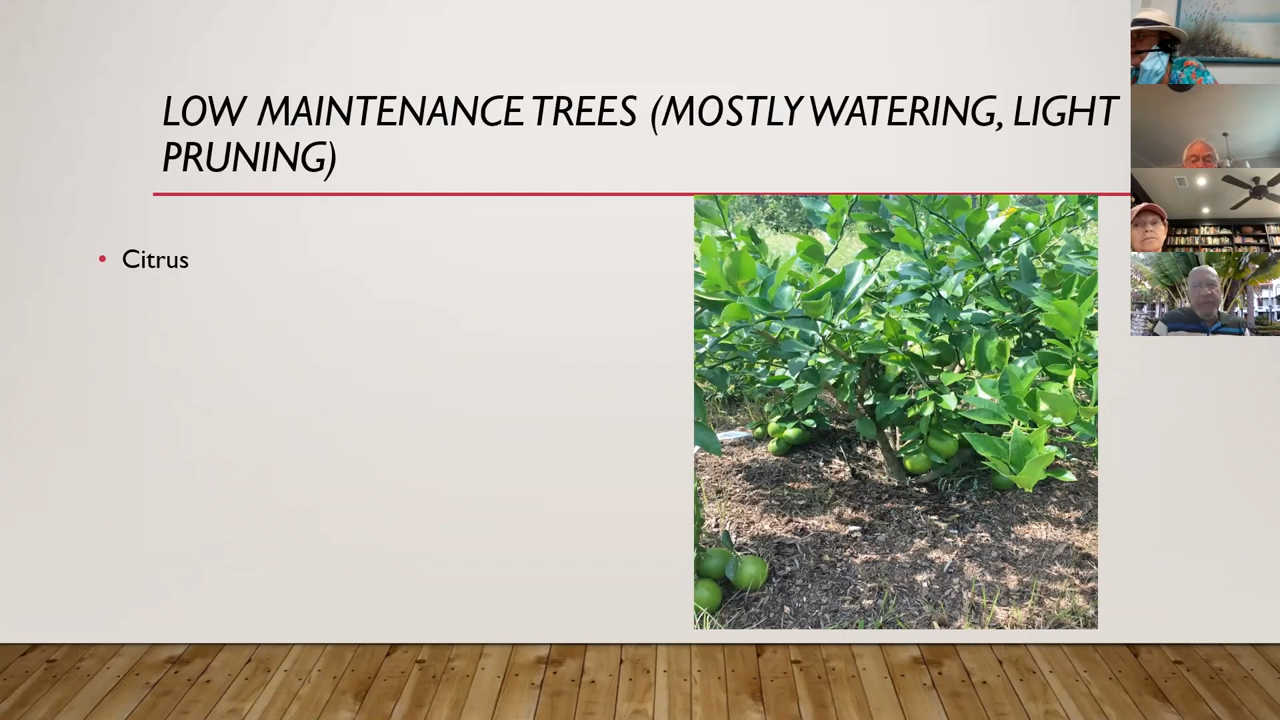 LOW MAINTENANCE TREES (MOSTLY WATERING, LIGHT
PRUNING)
• Citrus